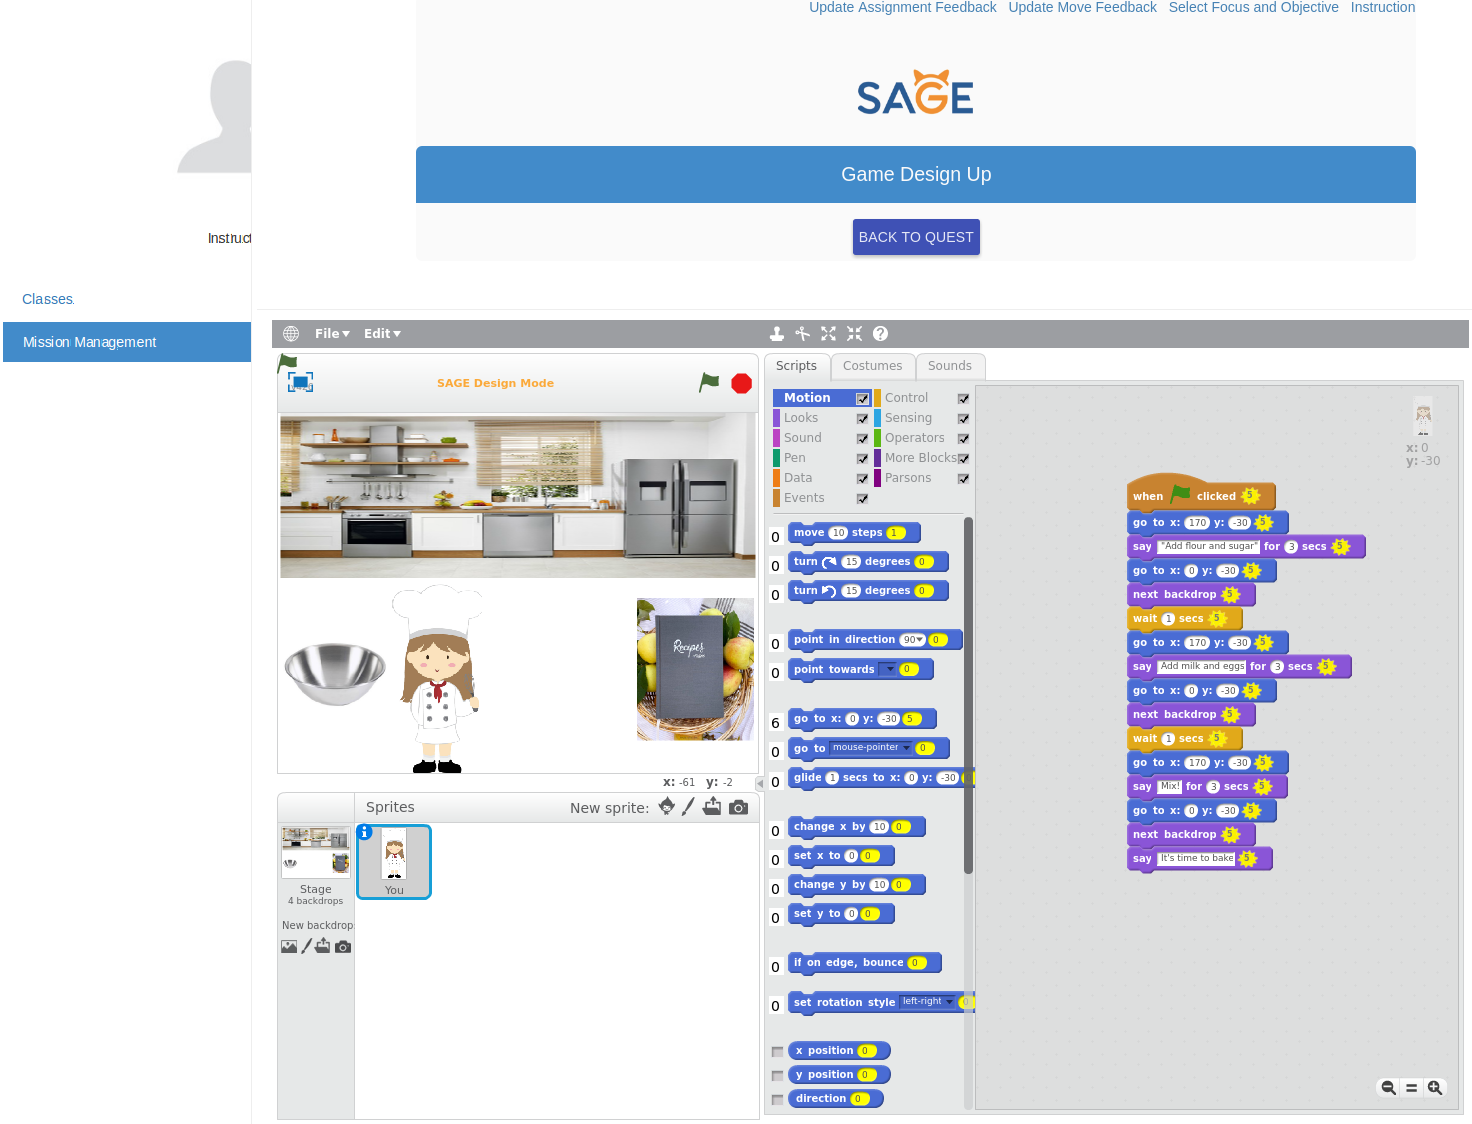 Update Assignment Feedback Update Move Feedback Select Focus and Objective Instruction
SAGE
Game Design Up
BACK TO QUEST
Instruct
Classes
Mission Management
File Edit
SAGE Design Mode
Recipes
x: -61 y: -2
Sprites New sprite:
Stage
4 backdrops
New backdrop
You
Scripts Costumes Sounds
Motion Control
Looks Sensing
Sound Operators
Pen More Blocks
Data Parsons
Events
0 move 10 steps 1
0 turn 15 degrees 0
0 turn 15 degrees 0
0 point in direction 90 0
0 point towards 0
6 go to x: 0 y: -30 5
0 go to mouse-pointer 0
0 glide 1 secs to x: 0 y: -30
0 change x by 10 0
0 set x to 0 0
0 change y by 10 0
0 set y to 0 0
0 if on edge, bounce 0
0 set rotation style left-right 0
x position 0
y position 0
direction 0
x: 0
y: -30
when clicked 5
go to x: 170 y: -30 5
say "Add flour and sugar" for 3 secs 5
go to x: 0 y: -30 5
next backdrop 5
wait 1 secs 5
go to x: 170 y: -30 5
say Add milk and eggs for 3 secs 5
go to x: 0 y: -30 5
next backdrop 5
wait 1 secs 5
go to x: 170 y: -30 5
say Mix! for 3 secs 5
go to x: 0 y: -30 5
next backdrop 5
say It's time to bake 5